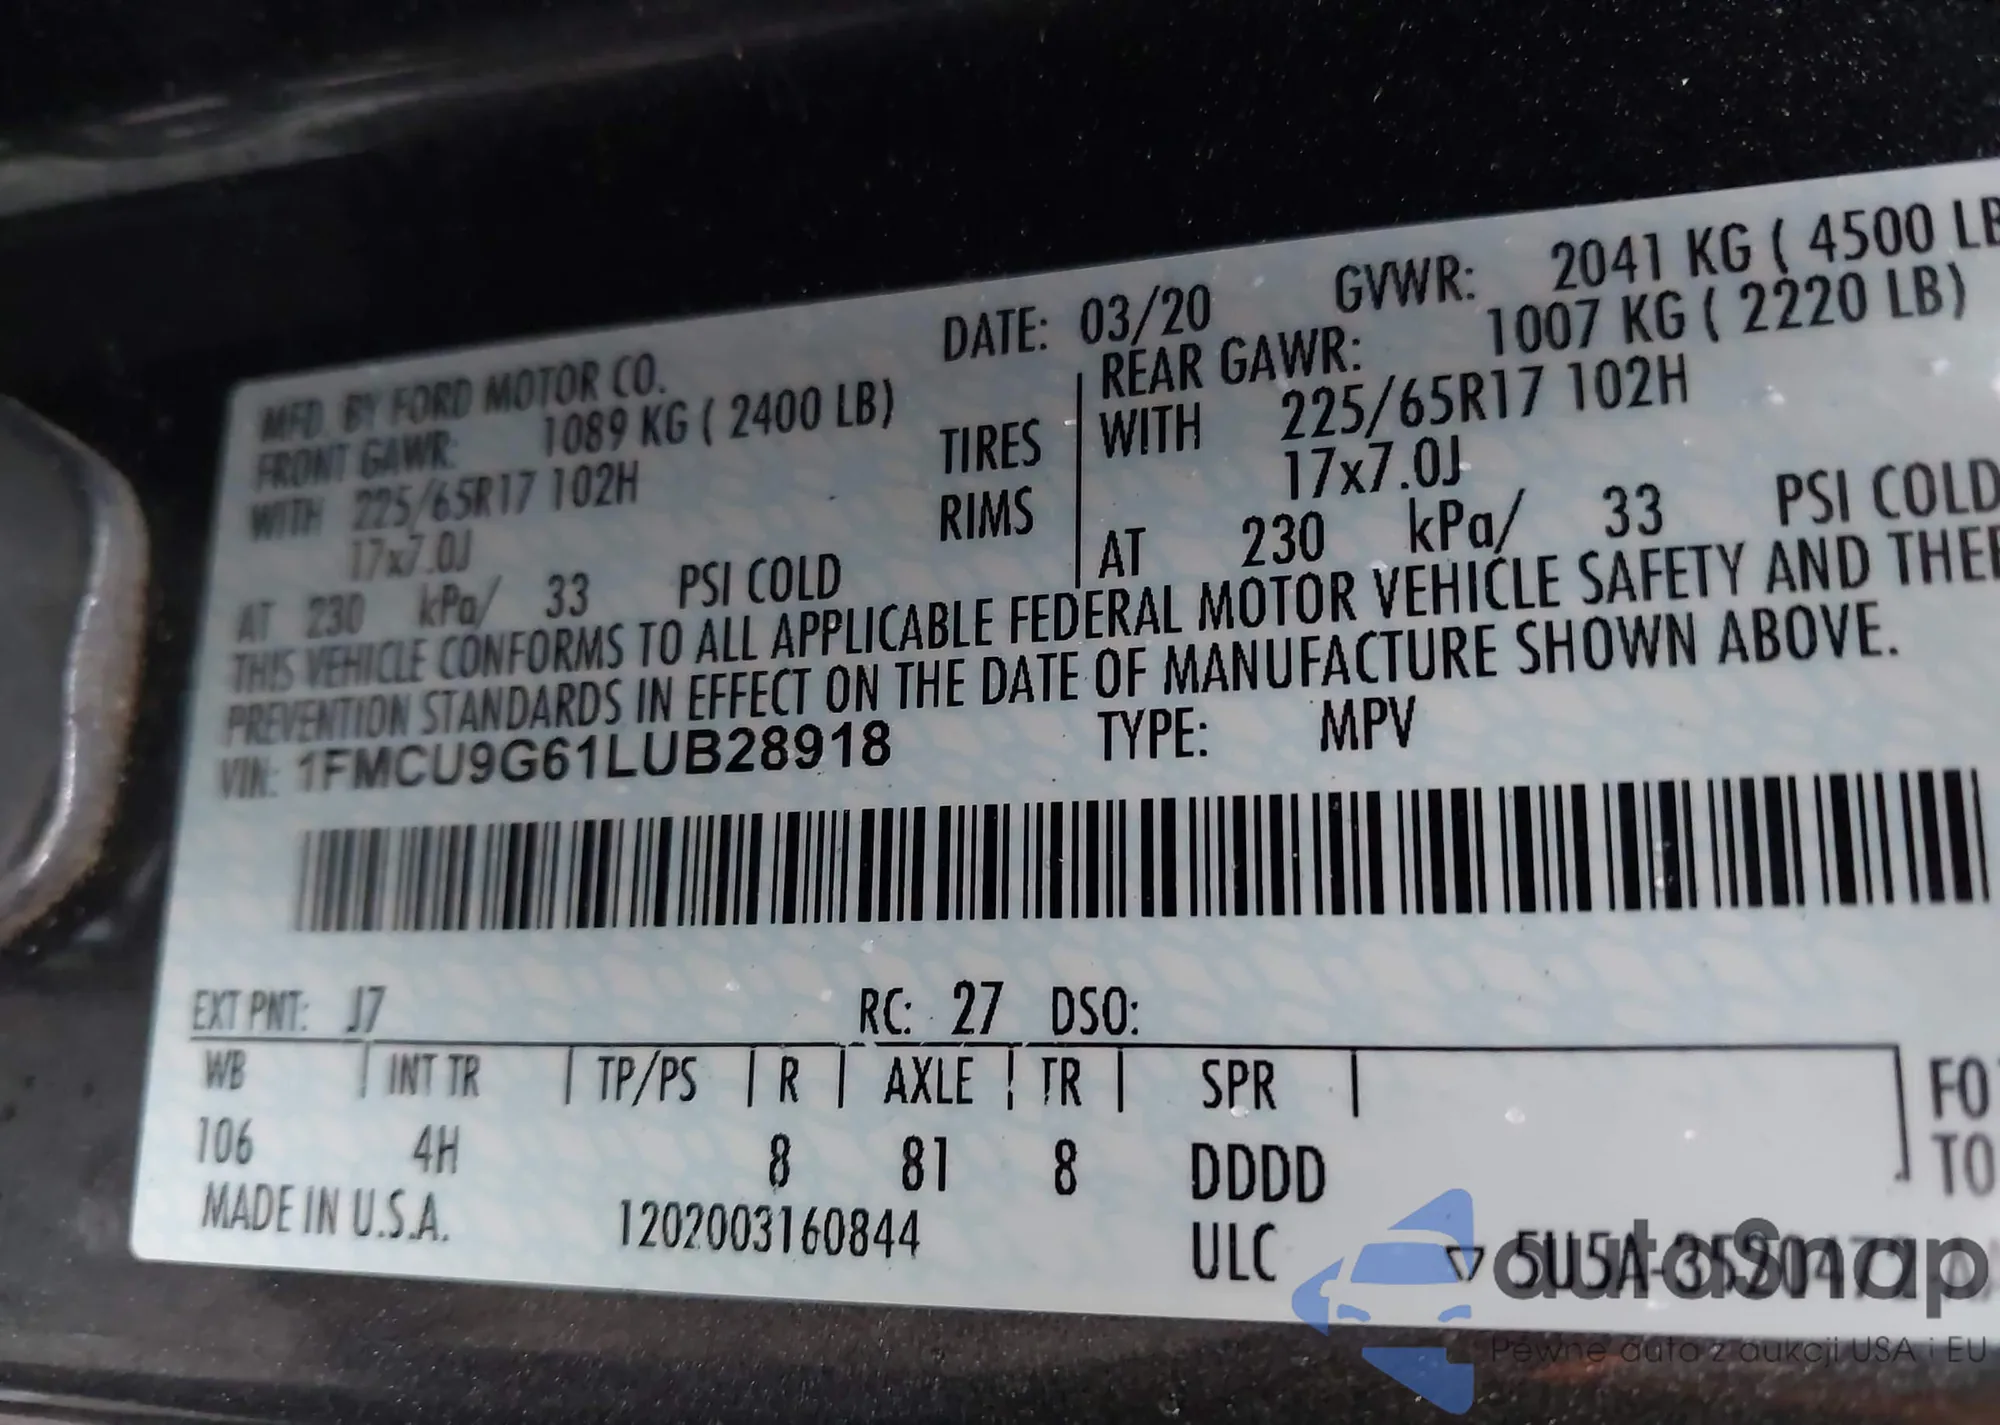 MFD. BY FORD MOTOR CO.
DATE: 03/20
GVWR: 2041 KG ( 4500 LB
FRONT GAWR: 1089 KG ( 2400 LB)
REAR GAWR: 1007 KG ( 2220 LB)
WITH 225/65R17 102H
TIRES
WITH 225/65R17 102H
17x7.0J
RIMS
17x7.0J
AT 230 kPa/ 33 PSI COLD
AT 230 kPa/ 33 PSI COLD
THIS VEHICLE CONFORMS TO ALL APPLICABLE FEDERAL MOTOR VEHICLE SAFETY AND THEF
PREVENTION STANDARDS IN EFFECT ON THE DATE OF MANUFACTURE SHOWN ABOVE.
VIN: 1FMCU9G61LUB28918
TYPE: MPV
EXT PNT: J7 RC: 27 DSO:
WB INT TR TP/PS R AXLE TR SPR
FO
106 4H 8 81 8 DDDD
TO
MADE IN U.S.A. 1202003160844 ULC
autoSnap
Pewne auta z aukcji USA i EU